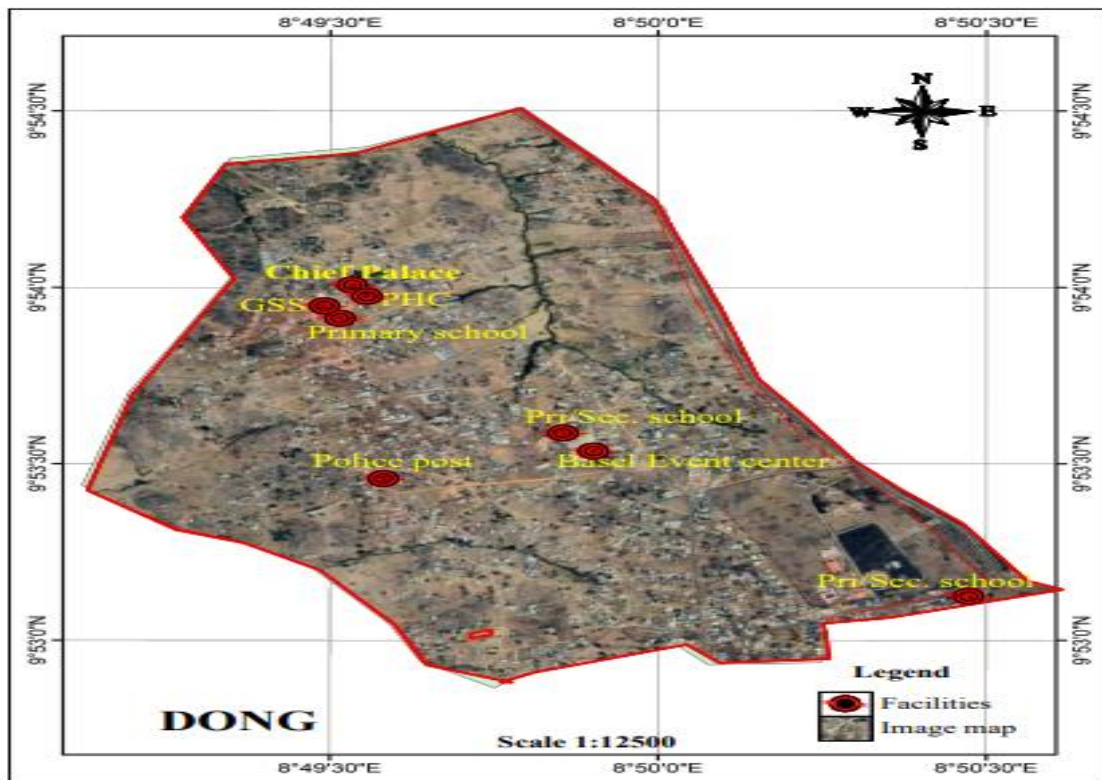 8°49'30"E 8°50'0"E 8°50'30"E
N
W E
S
9°54'30"N 9°54'30"N
Chief Palace
9°54'0"N 9°54'0"N
GSS PHC
Primary school
Pri/Sec. school
Police post Basel Event center
9°53'30"N 9°53'30"N
Pri/Sec. school
9°53'0"N 9°53'0"N
Legend
Facilities
Image map
DONG
Scale 1:12500
8°49'30"E 8°50'0"E 8°50'30"E